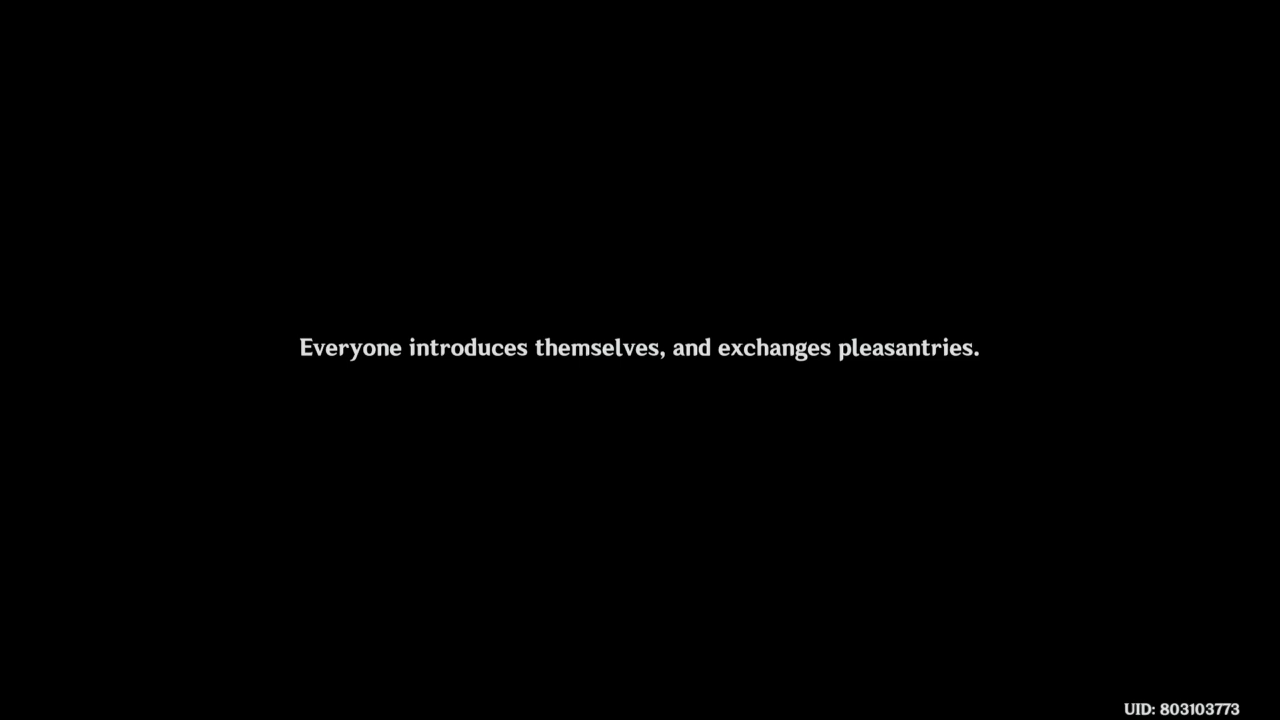 Everyone introduces themselves, and exchanges pleasantries.
UID: 803103773